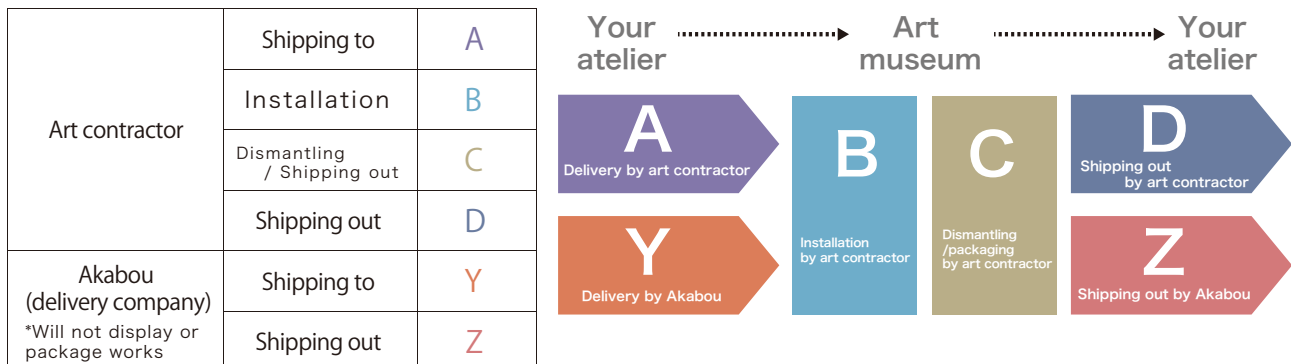 Art contractor
Shipping to
A
Installation
B
Dismantling
/ Shipping out
C
Shipping out
D
Akabou
(delivery company)
*Will not display or
package works
Shipping to
Y
Shipping out
Z
Your
atelier
Art
museum
Your
atelier
A
Delivery by art contractor
B
Installation
by art contractor
C
Dismantling
/packaging
by art contractor
D
Shipping out
by art contractor
Y
Delivery by Akabou
Z
Shipping out by Akabou